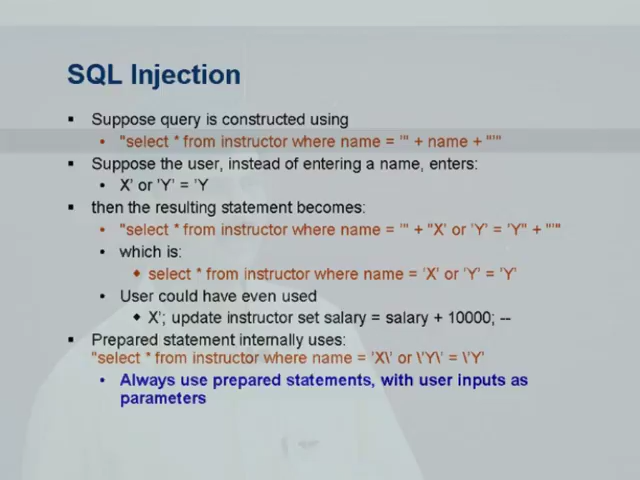 SQL Injection
▪ Suppose query is constructed using
• "select * from instructor where name = '" + name + "'"
▪ Suppose the user, instead of entering a name, enters:
• X' or 'Y' = 'Y
▪ then the resulting statement becomes:
• "select * from instructor where name = '" + "X' or 'Y' = 'Y" + "'"
• which is:
◆ select * from instructor where name = 'X' or 'Y' = 'Y'
• User could have even used
◆ X'; update instructor set salary = salary + 10000; --
▪ Prepared statement internally uses:
"select * from instructor where name = 'X\' or \'Y\' = \'Y'
• Always use prepared statements, with user inputs as
parameters